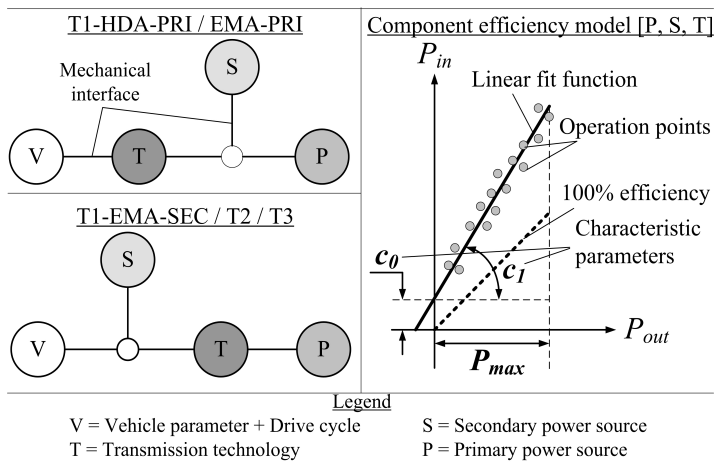 T1-HDA-PRI / EMA-PRI
Mechanical
interface
S
V
T
P
T1-EMA-SEC / T2 / T3
S
V
T
P
Component efficiency model [P, S, T]
P_in
Linear fit function
Operation points
100% efficiency
Characteristic
parameters
c_0
c_1
P_out
P_max
Legend
V = Vehicle parameter + Drive cycle
T = Transmission technology
S = Secondary power source
P = Primary power source